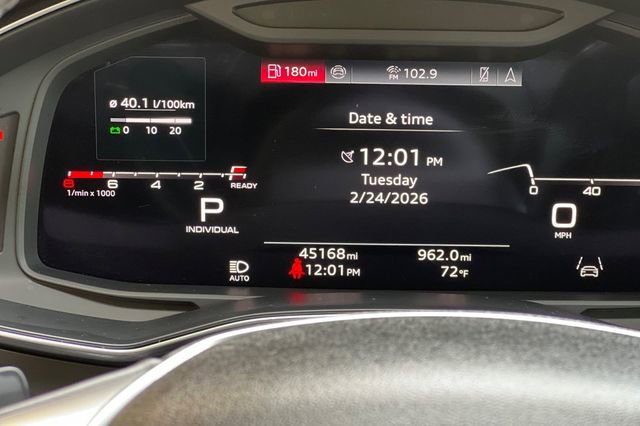 180mi FM 102.9
ø 40.1 l/100km
0 10 20
Date & time
12:01 PM
Tuesday
2/24/2026
8 6 4 2 READY
1/min x 1000
P
INDIVIDUAL
0 40
0
MPH
45168mi 962.0mi
12:01PM 72°F
AUTO